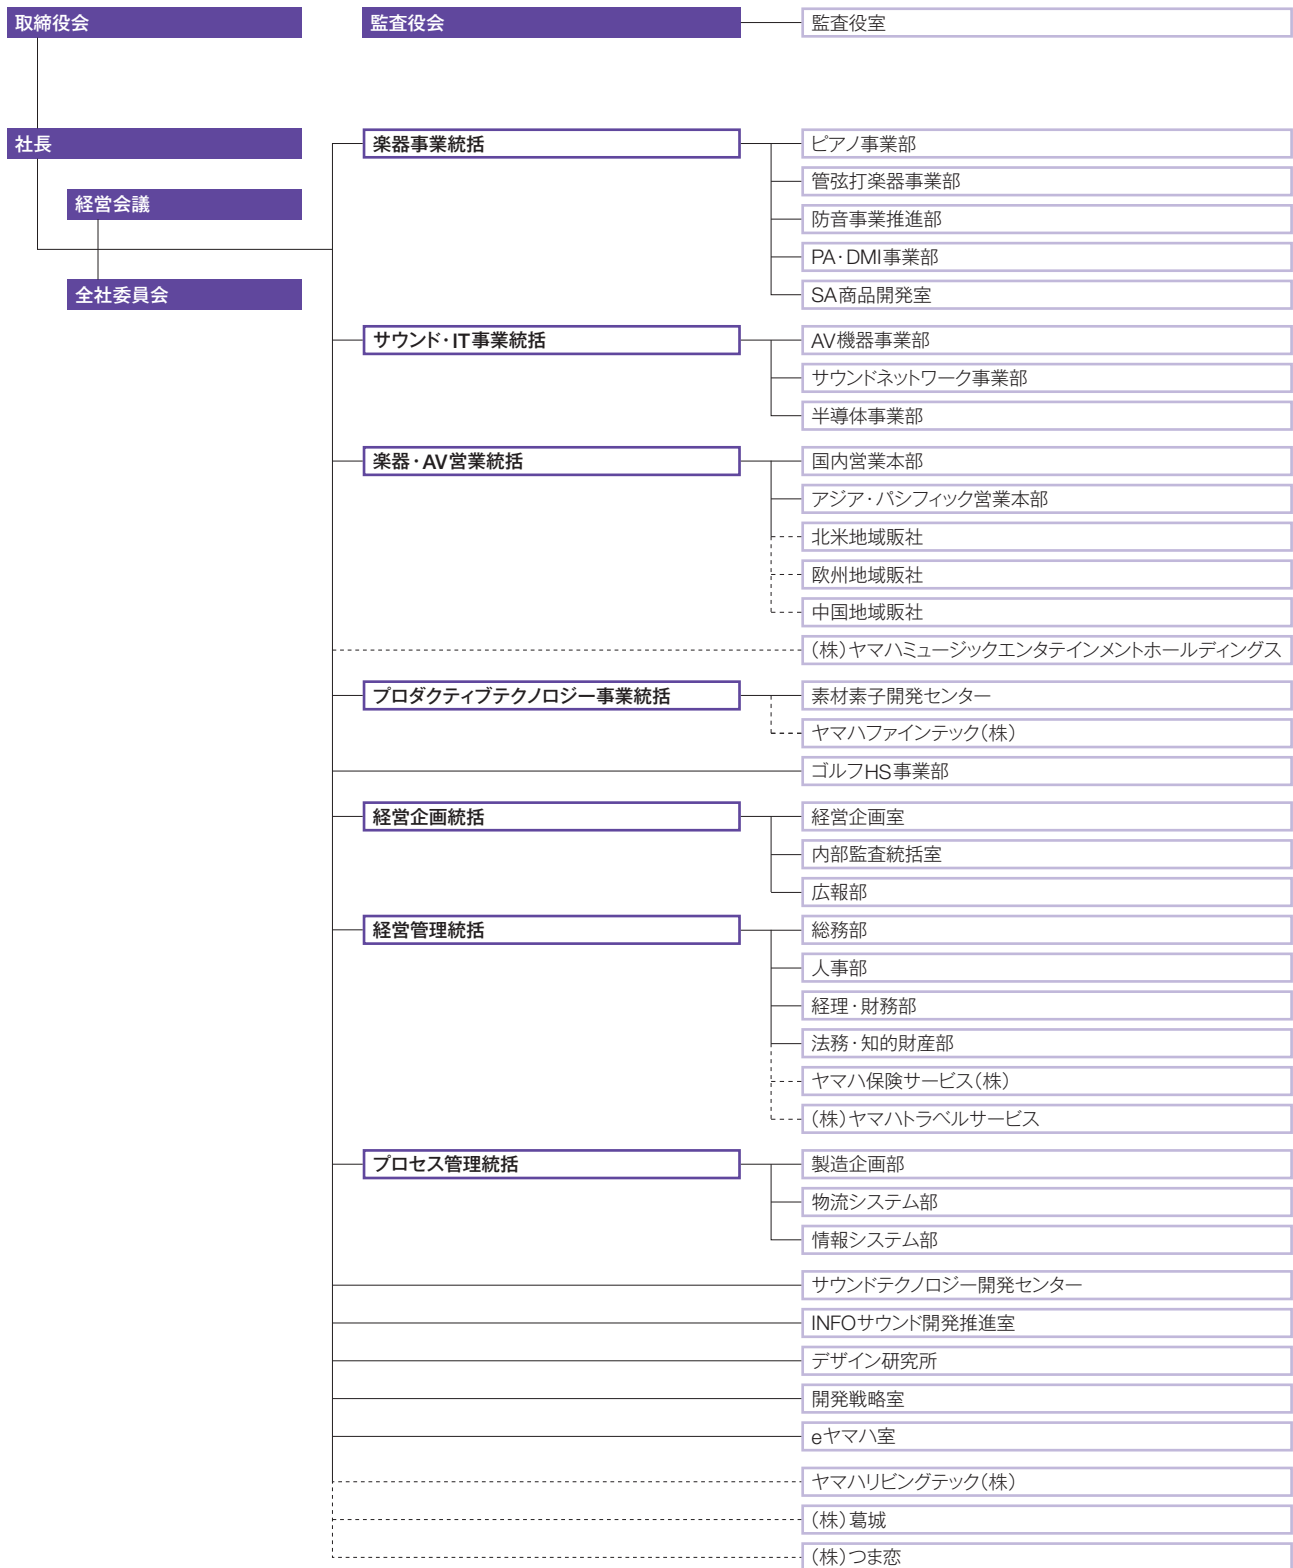 取締役会
監査役会
監査役室
社長
経営会議
全社委員会
楽器事業統括
ピアノ事業部
管弦打楽器事業部
防音事業推進部
PA・DMI事業部
SA商品開発室
サウンド・IT事業統括
AV機器事業部
サウンドネットワーク事業部
半導体事業部
楽器・AV営業統括
国内営業本部
アジア・パシフィック営業本部
北米地域販社
欧州地域販社
中国地域販社
（株）ヤマハミュージックエンタテインメントホールディングス
プロダクティブテクノロジー事業統括
素材素子開発センター
ヤマハファインテック（株）
ゴルフHS事業部
経営企画統括
経営企画室
内部監査統括室
広報部
経営管理統括
総務部
人事部
経理・財務部
法務・知的財産部
ヤマハ保険サービス（株）
（株）ヤマハトラベルサービス
プロセス管理統括
製造企画部
物流システム部
情報システム部
サウンドテクノロジー開発センター
INFOサウンド開発推進室
デザイン研究所
開発戦略室
eヤマハ室
ヤマハリビングテック（株）
（株）葛城
（株）つま恋